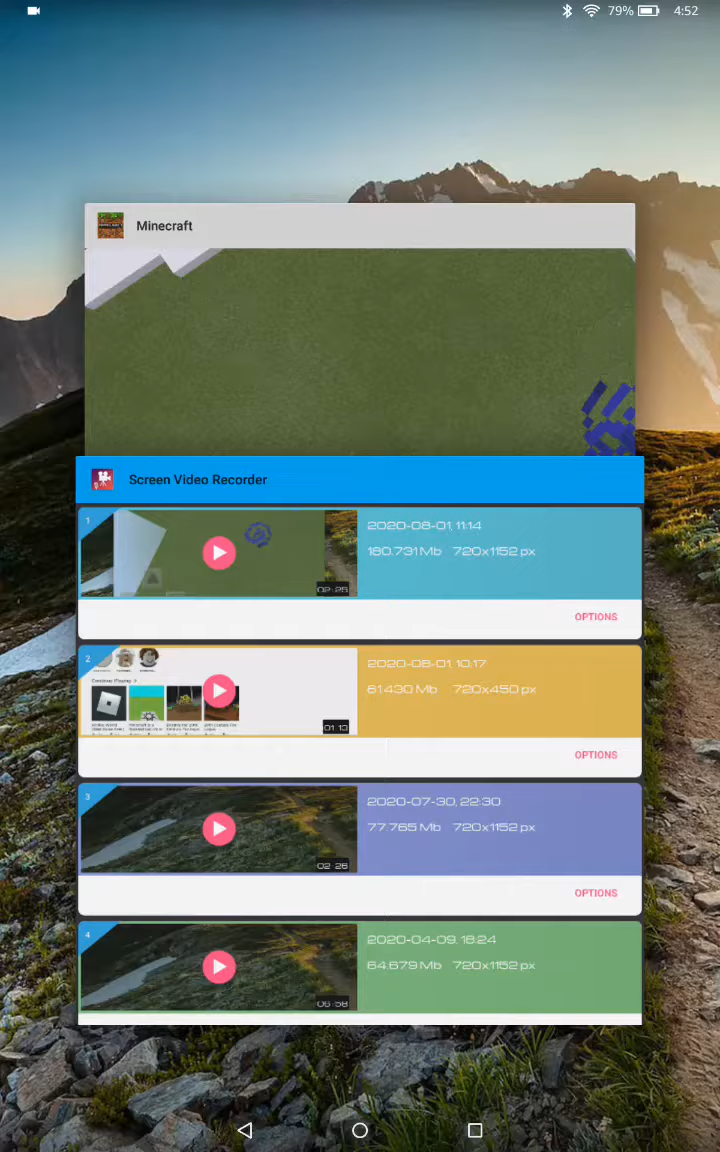 79% 4:52
Minecraft
Screen Video Recorder
1
2020-08-01, 11:14
180.731 Mb 720x1152 px
02:25
OPTIONS
2
Continue Playing >
2020-08-01, 10:17
61.430 Mb 720x450 px
01:13
OPTIONS
3
2020-07-30, 22:30
77.765 Mb 720x1152 px
02:26
OPTIONS
4
2020-04-09, 18:24
64.679 Mb 720x1152 px
06:58